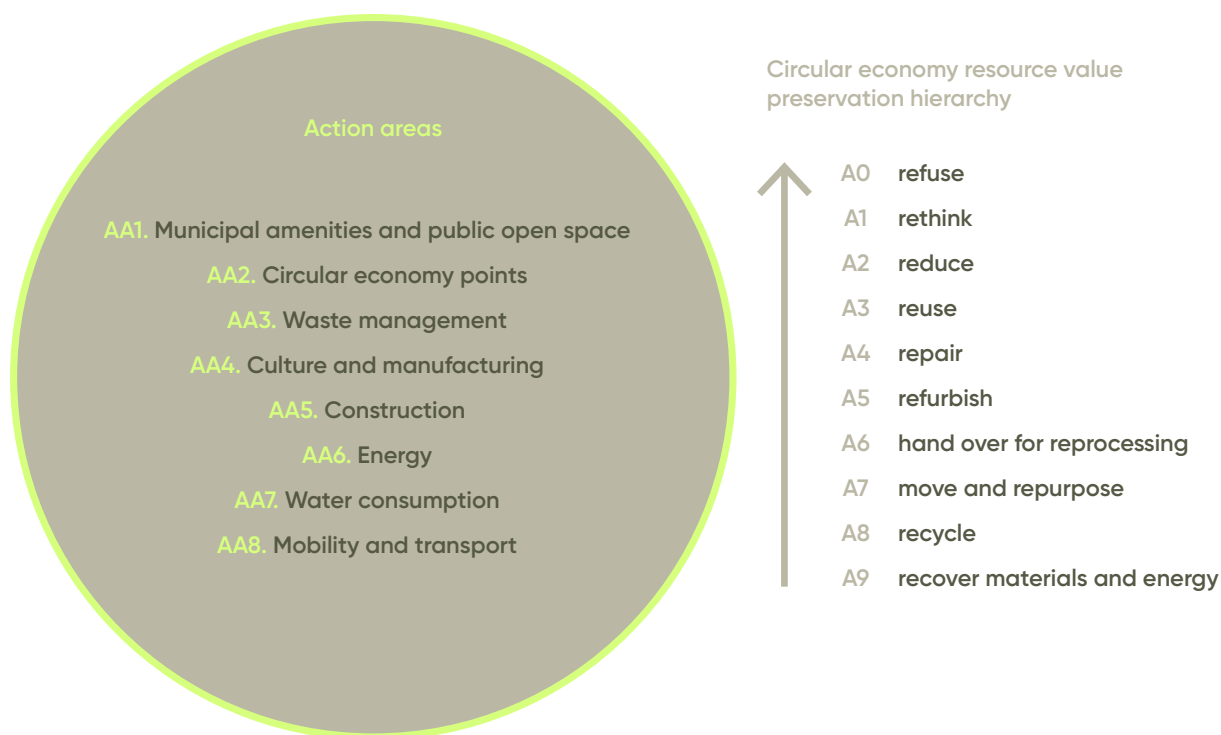 Action areas
AA1. Municipal amenities and public open space
AA2. Circular economy points
AA3. Waste management
AA4. Culture and manufacturing
AA5. Construction
AA6. Energy
AA7. Water consumption
AA8. Mobility and transport
Circular economy resource value
preservation hierarchy
A0 refuse
A1 rethink
A2 reduce
A3 reuse
A4 repair
A5 refurbish
A6 hand over for reprocessing
A7 move and repurpose
A8 recycle
A9 recover materials and energy